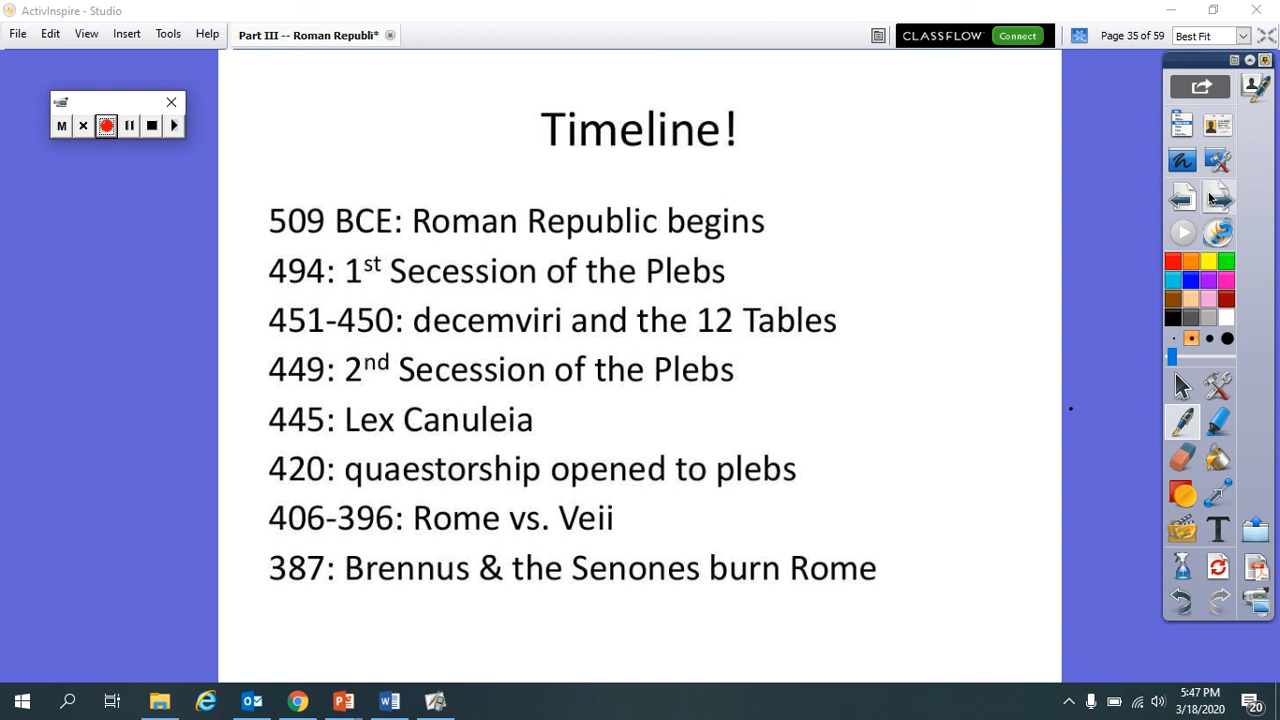 ActivInspire - Studio
File Edit View Insert Tools Help
Part III -- Roman Republi*
CLASSFLOW Connect
Page 35 of 59
Best Fit
M
Timeline!
509 BCE: Roman Republic begins
494: 1st Secession of the Plebs
451-450: decemviri and the 12 Tables
449: 2nd Secession of the Plebs
445: Lex Canuleia
420: quaestorship opened to plebs
406-396: Rome vs. Veii
387: Brennus & the Senones burn Rome
T
5:47 PM
3/18/2020
20